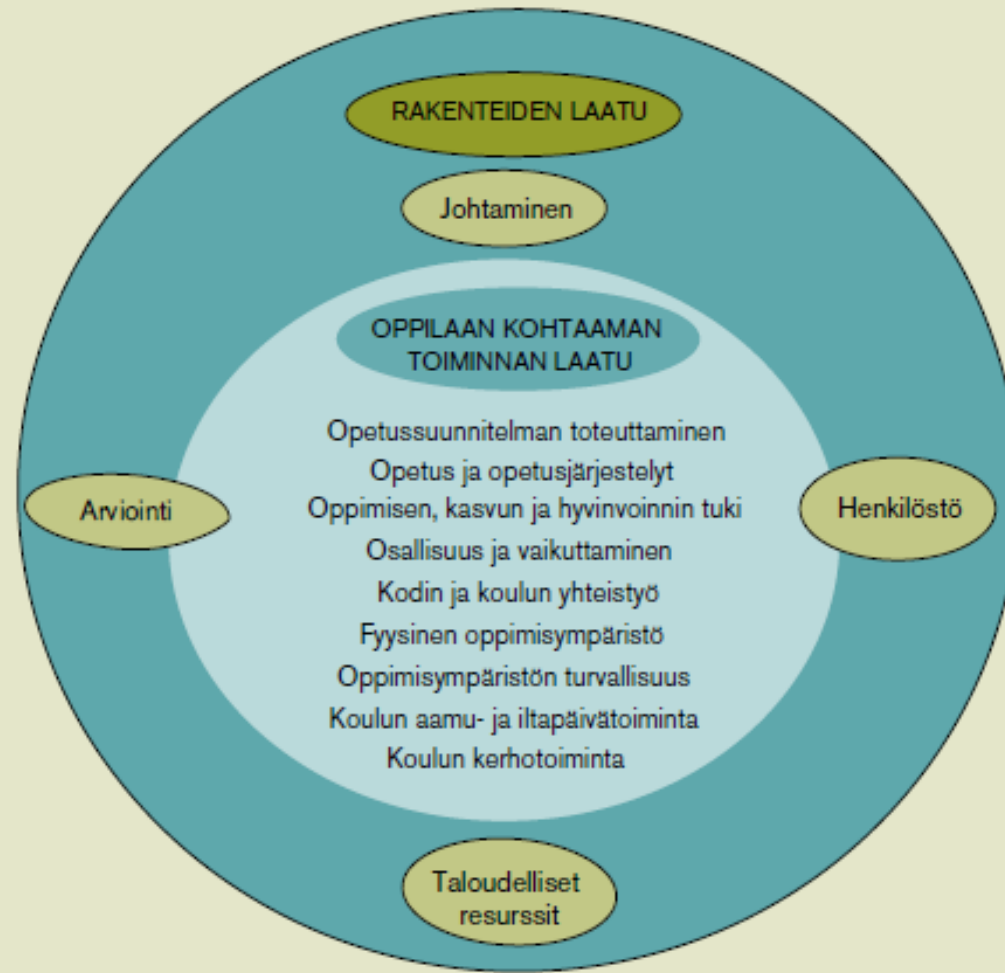 RAKENTEIDEN LAATU
Johtaminen
OPPILAAN KOHTAAMAN
TOIMINNAN LAATU
Opetussuunnitelman toteuttaminen
Opetus ja opetusjärjestelyt
Oppimisen, kasvun ja hyvinvoinnin tuki
Osallisuus ja vaikuttaminen
Kodin ja koulun yhteistyö
Fyysinen oppimisympäristö
Oppimisympäristön turvallisuus
Koulun aamu- ja iltapäivätoiminta
Koulun kerhotoiminta
Arviointi
Henkilöstö
Taloudelliset
resurssit